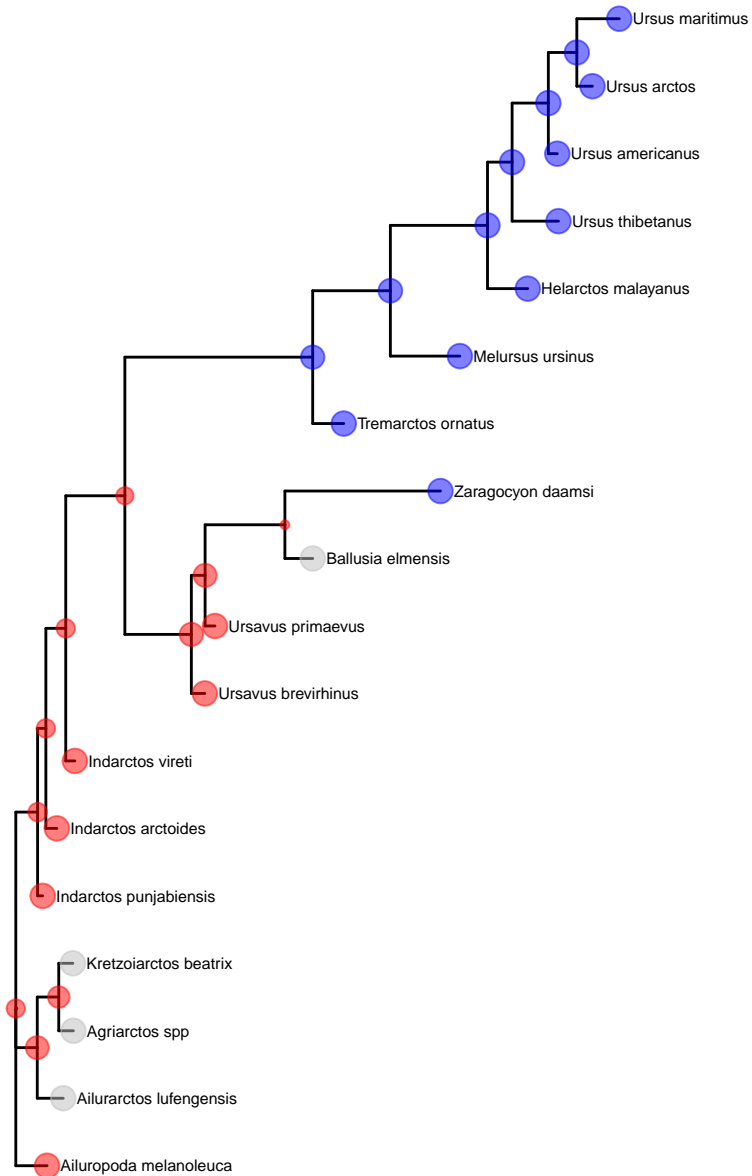 Ursus maritimus
Ursus arctos
Ursus americanus
Ursus thibetanus
Helarctos malayanus
Melursus ursinus
Tremarctos ornatus
Zaragocyon daamsi
Ballusia elmensis
Ursavus primaevus
Ursavus brevirhinus
Indarctos vireti
Indarctos arctoides
Indarctos punjabiensis
Kretzoiarctos beatrix
Agriarctos spp
Ailurarctos lufengensis
Ailuropoda melanoleuca